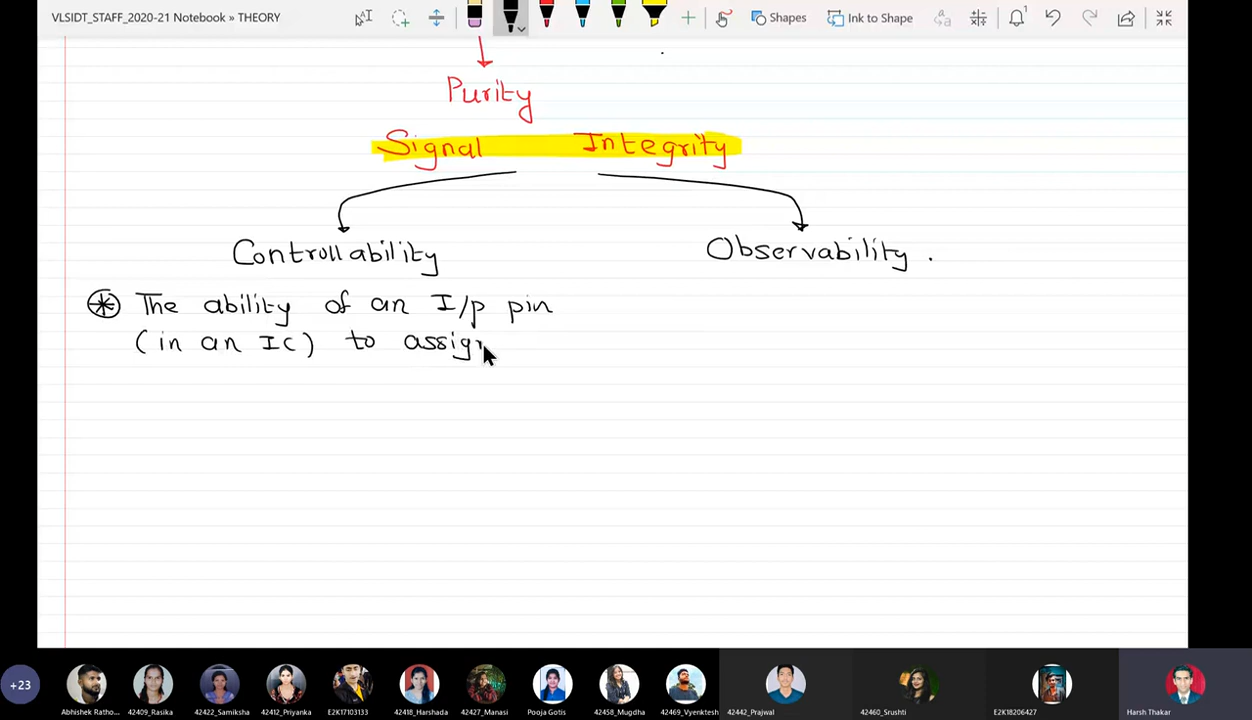 VLSIDT_STAFF_2020-21 Notebook » THEORY
Shapes
Ink to Shape
Purity
Signal Integrity
Controllability
Observability.
The ability of an I/p pin
(in an IC) to assign
+23
Abhishek Ratho...
42409_Rasika
42422_Samiksha
42412_Priyanka
E2K17103133
42418_Harshada
42427_Manasi
Pooja Gotis
42458_Mugdha
42469_Vyenktesh
42442_Prajwal
42460_Srushti
E2K18206427
Harsh Thakar